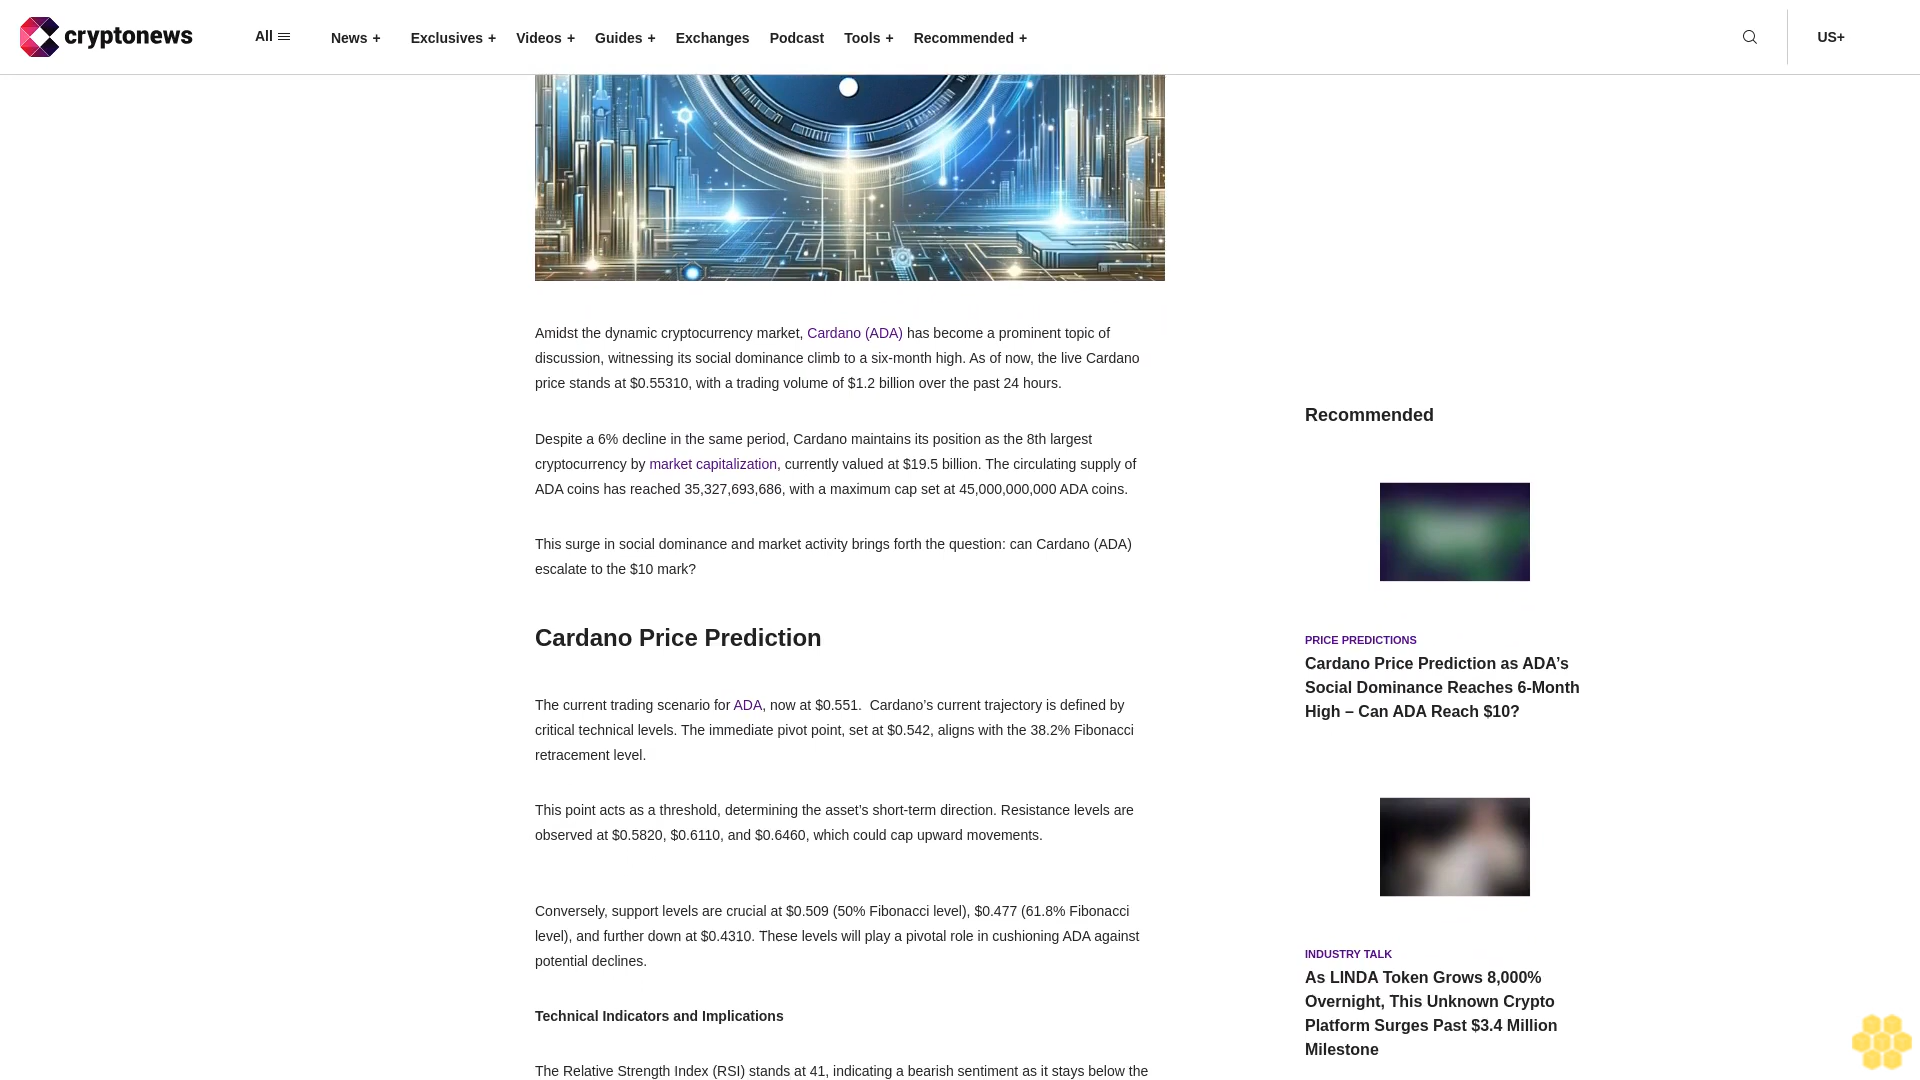 cryptonews
All
News +
Exclusives +
Videos +
Guides +
Exchanges
Podcast
Tools +
Recommended +
US+
Amidst the dynamic cryptocurrency market, Cardano (ADA) has become a prominent topic of
discussion, witnessing its social dominance climb to a six-month high. As of now, the live Cardano
price stands at $0.55310, with a trading volume of $1.2 billion over the past 24 hours.
Despite a 6% decline in the same period, Cardano maintains its position as the 8th largest
cryptocurrency by market capitalization, currently valued at $19.5 billion. The circulating supply of
ADA coins has reached 35,327,693,686, with a maximum cap set at 45,000,000,000 ADA coins.
This surge in social dominance and market activity brings forth the question: can Cardano (ADA)
escalate to the $10 mark?
Cardano Price Prediction
The current trading scenario for ADA, now at $0.551.  Cardano’s current trajectory is defined by
critical technical levels. The immediate pivot point, set at $0.542, aligns with the 38.2% Fibonacci
retracement level.
This point acts as a threshold, determining the asset’s short-term direction. Resistance levels are
observed at $0.5820, $0.6110, and $0.6460, which could cap upward movements.
Conversely, support levels are crucial at $0.509 (50% Fibonacci level), $0.477 (61.8% Fibonacci
level), and further down at $0.4310. These levels will play a pivotal role in cushioning ADA against
potential declines.
Technical Indicators and Implications
The Relative Strength Index (RSI) stands at 41, indicating a bearish sentiment as it stays below the
Recommended
PRICE PREDICTIONS
Cardano Price Prediction as ADA’s
Social Dominance Reaches 6-Month
High – Can ADA Reach $10?
INDUSTRY TALK
As LINDA Token Grows 8,000%
Overnight, This Unknown Crypto
Platform Surges Past $3.4 Million
Milestone